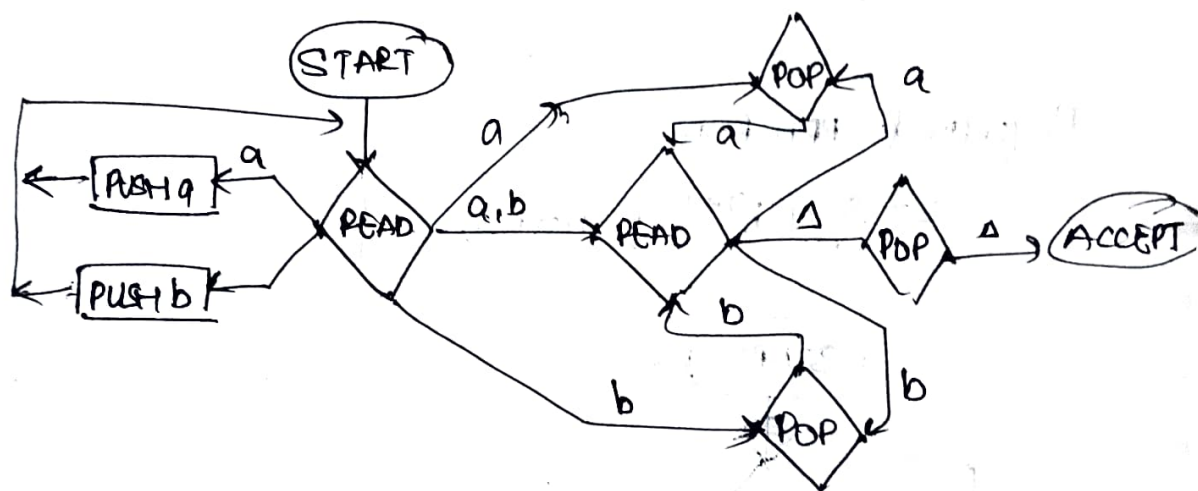 START
POP
a
a
a
a
PUSH a
READ
a,b
READ
Δ
POP
Δ
ACCEPT
PUSH b
b
b
b
POP